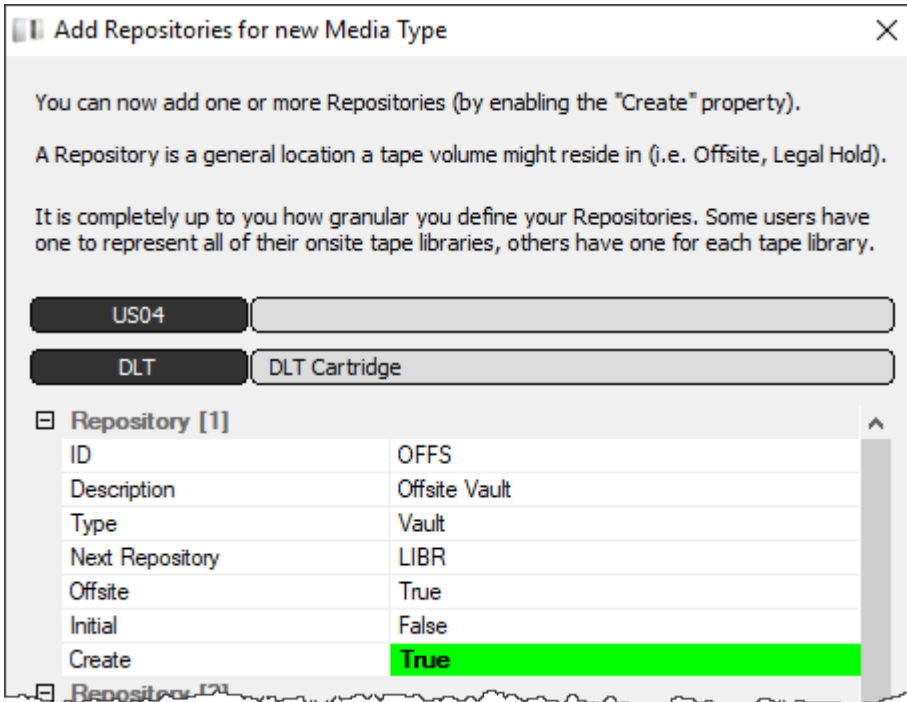 Add Repositories for new Media Type
You can now add one or more Repositories (by enabling the "Create" property).
A Repository is a general location a tape volume might reside in (i.e. Offsite, Legal Hold).
It is completely up to you how granular you define your Repositories. Some users have
one to represent all of their onsite tape libraries, others have one for each tape library.
US04
DLT DLT Cartridge
Repository [1]
ID OFFS
Description Offsite Vault
Type Vault
Next Repository LIBR
Offsite True
Initial False
Create True
Repository [2]